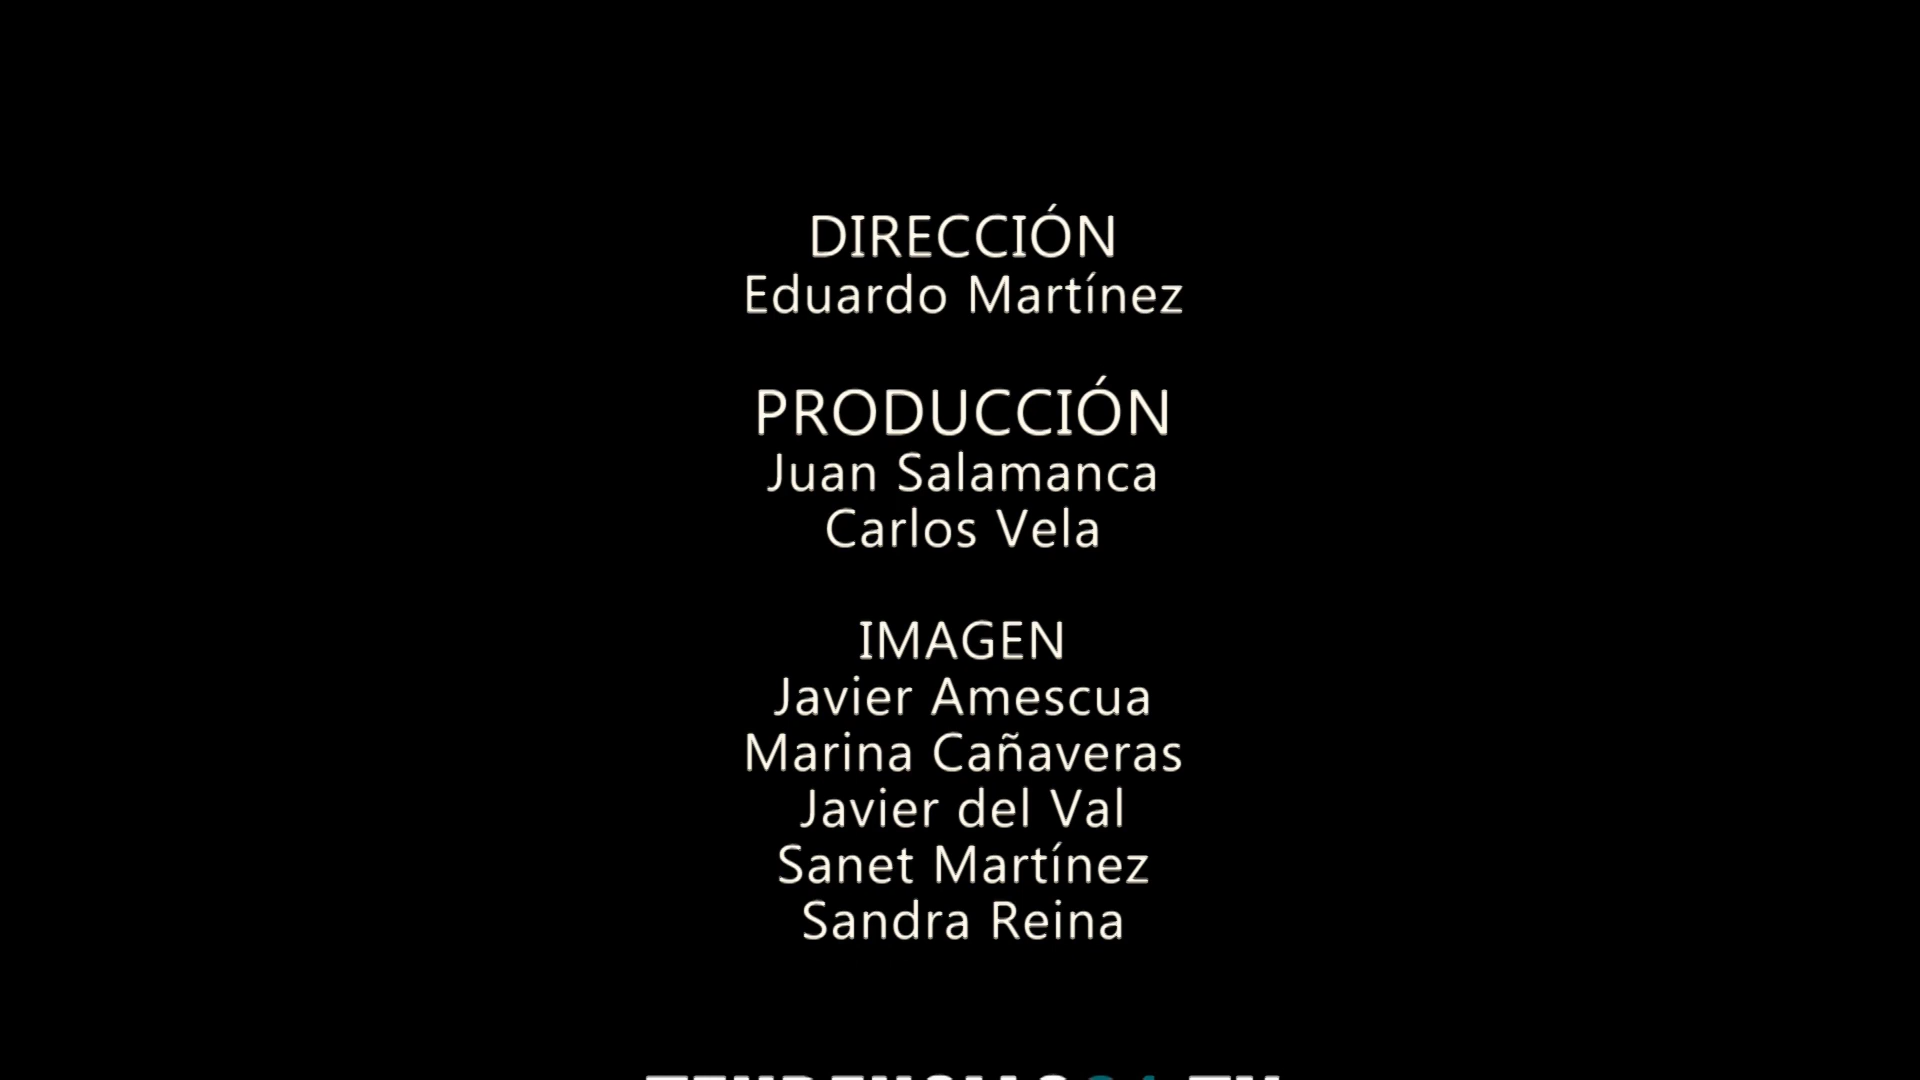 DIRECCIÓN
Eduardo Martínez
PRODUCCIÓN
Juan Salamanca
Carlos Vela
IMAGEN
Javier Amescua
Marina Cañaveras
Javier del Val
Sanet Martínez
Sandra Reina